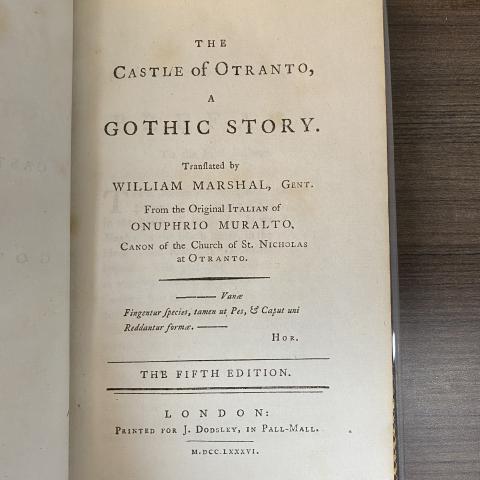 THE
CASTLE of OTRANTO,
A
GOTHIC STORY.
Tranſlated by
WILLIAM MARSHAL, GENT.
From the Original ITALIAN of
ONUPHRIO MURALTO,
CANON of the Church of St. NICHOLAS
at OTRANTO.
——— Vanæ
Fingentur ſpecies, tamen ut Pes, & Caput uni
Reddantur formæ. ———
HOR.
THE FIFTH EDITION.
LONDON:
PRINTED FOR J. DODSLEY, IN PALL-MALL.
M.DCC.LXXXVI.